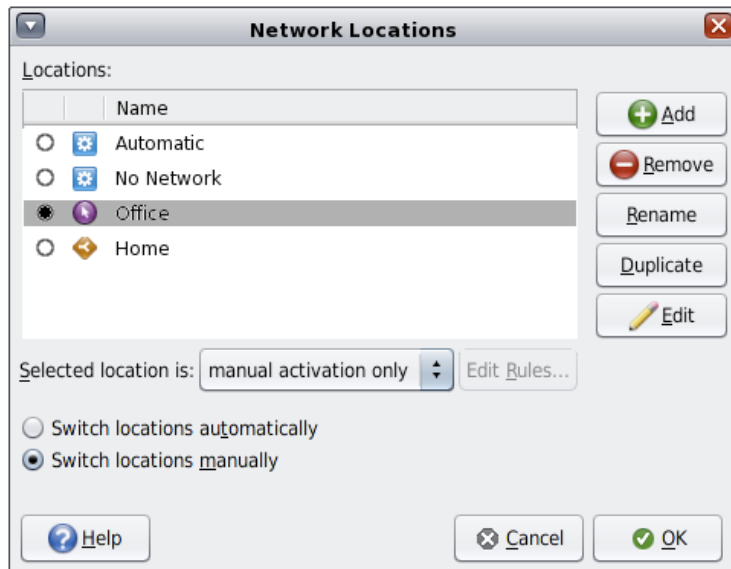 Network Locations
Locations:
Name
Automatic
No Network
Office
Home
Add
Remove
Rename
Duplicate
Edit
Selected location is: manual activation only Edit Rules...
Switch locations automatically
Switch locations manually
Help Cancel OK